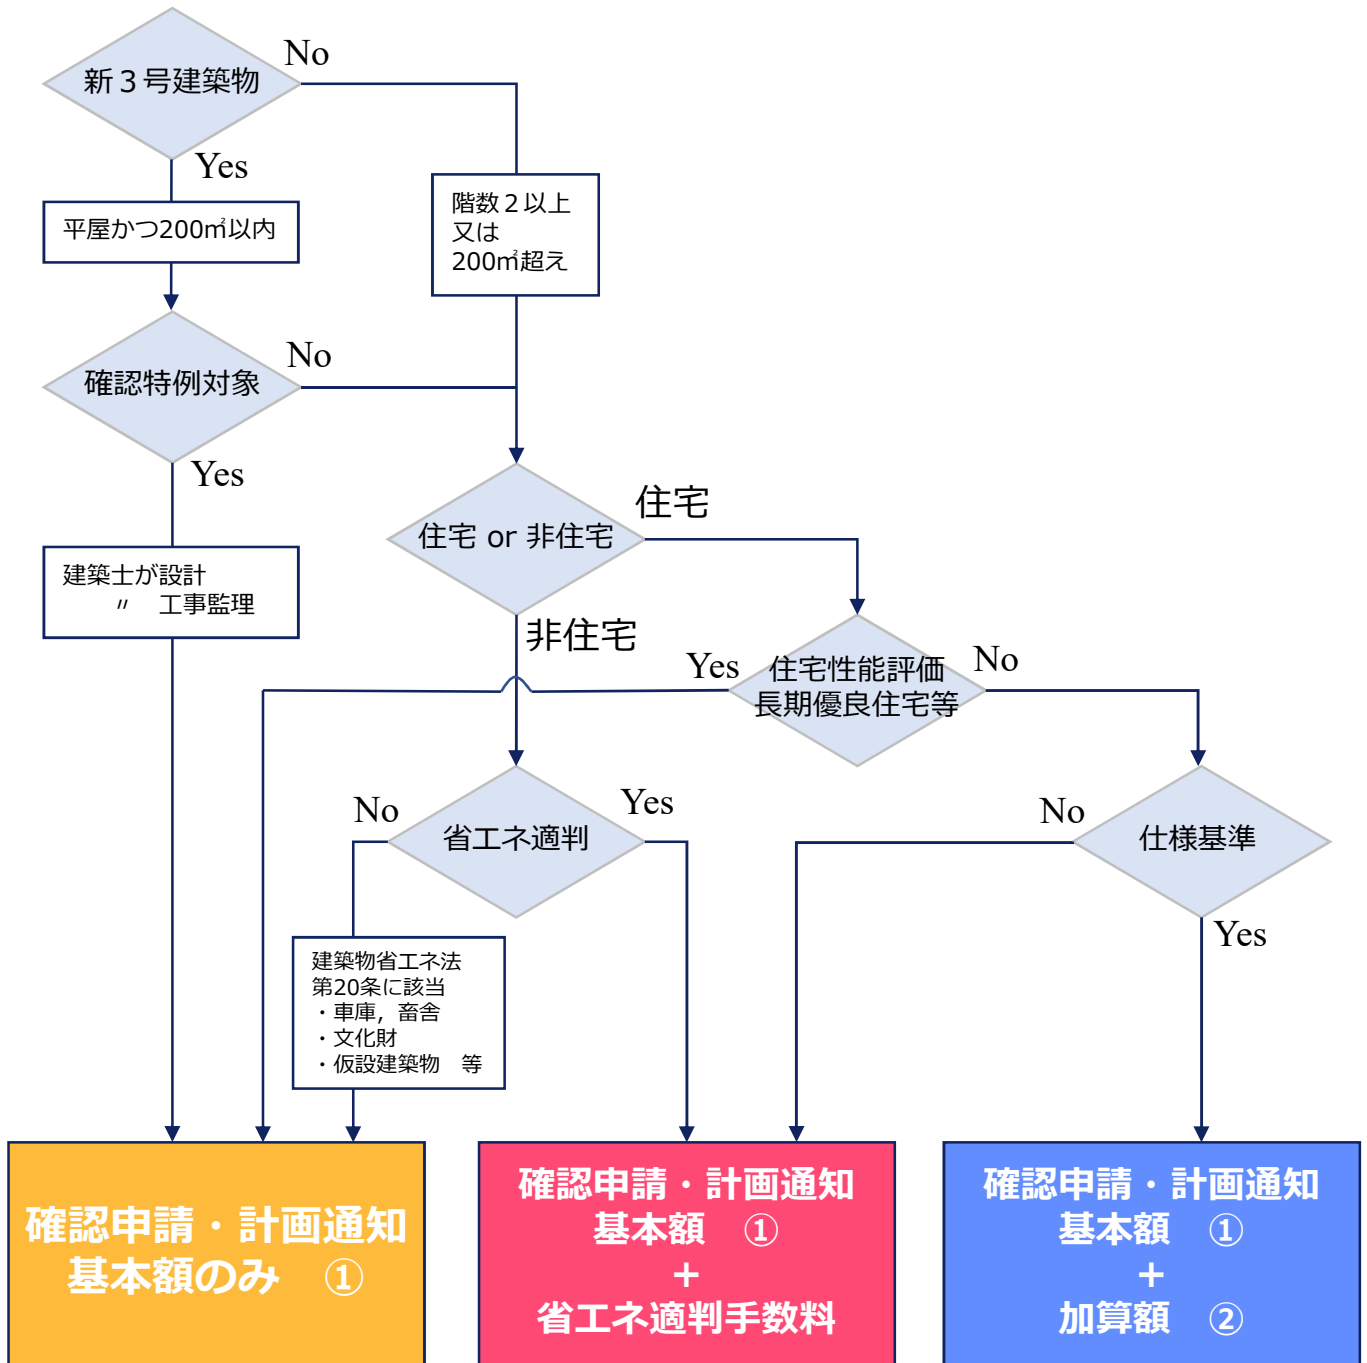 No
新３号建築物
Yes
平屋かつ200㎡以内
階数２以上
又は
200㎡超え
No
確認特例対象
Yes
住宅
住宅 or 非住宅
建築士が設計
〃　工事監理
非住宅
Yes
住宅性能評価
長期優良住宅等
No
No
省エネ適判
Yes
No
仕様基準
Yes
建築物省エネ法
第20条に該当
・車庫，畜舎
・文化財
・仮設建築物　等
確認申請・計画通知
基本額のみ　①
確認申請・計画通知
基本額　①
＋
省エネ適判手数料
確認申請・計画通知
基本額　①
＋
加算額　②